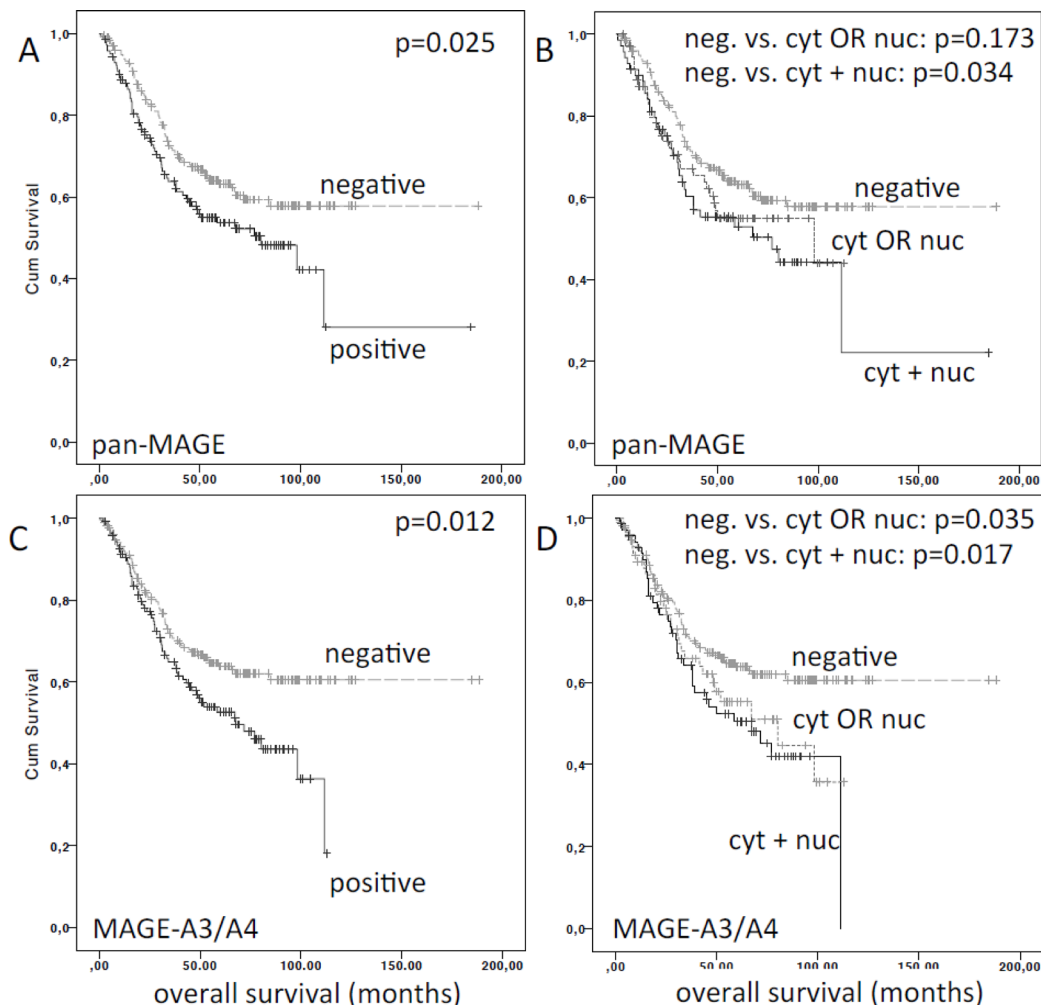 A
p=0.025
1,0
0,8
0,6
0,4
0,2
0,0
Cum Survival
negative
positive
pan-MAGE
,00
50,00
100,00
150,00
200,00
B
neg. vs. cyt OR nuc: p=0.173
neg. vs. cyt + nuc: p=0.034
1,0
0,8
0,6
0,4
0,2
0,0
negative
cyt OR nuc
cyt + nuc
pan-MAGE
,00
50,00
100,00
150,00
200,00
C
p=0.012
1,0
0,8
0,6
0,4
0,2
0,0
Cum Survival
negative
positive
MAGE-A3/A4
,00
50,00
100,00
150,00
200,00
overall survival (months)
D
neg. vs. cyt OR nuc: p=0.035
neg. vs. cyt + nuc: p=0.017
1,0
0,8
0,6
0,4
0,2
0,0
negative
cyt OR nuc
cyt + nuc
MAGE-A3/A4
,00
50,00
100,00
150,00
200,00
overall survival (months)